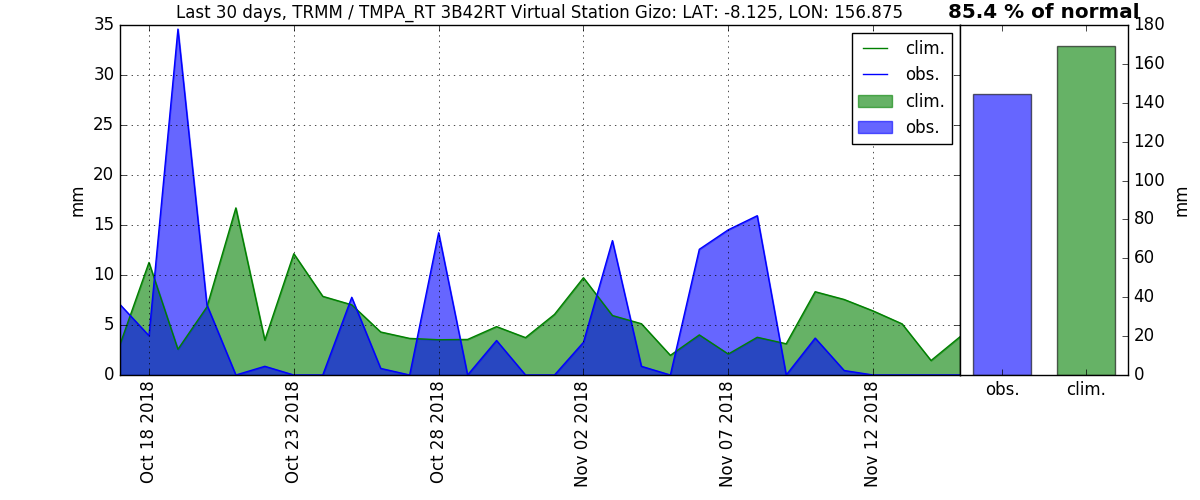 Last 30 days, TRMM / TMPA_RT 3B42RT Virtual Station Gizo: LAT: -8.125, LON: 156.875
85.4 % of normal
35
30
25
20
15
10
5
0
mm
clim.
obs.
clim.
obs.
Oct 18 2018
Oct 23 2018
Oct 28 2018
Nov 02 2018
Nov 07 2018
Nov 12 2018
180
160
140
120
100
80
60
40
20
0
mm
obs.
clim.